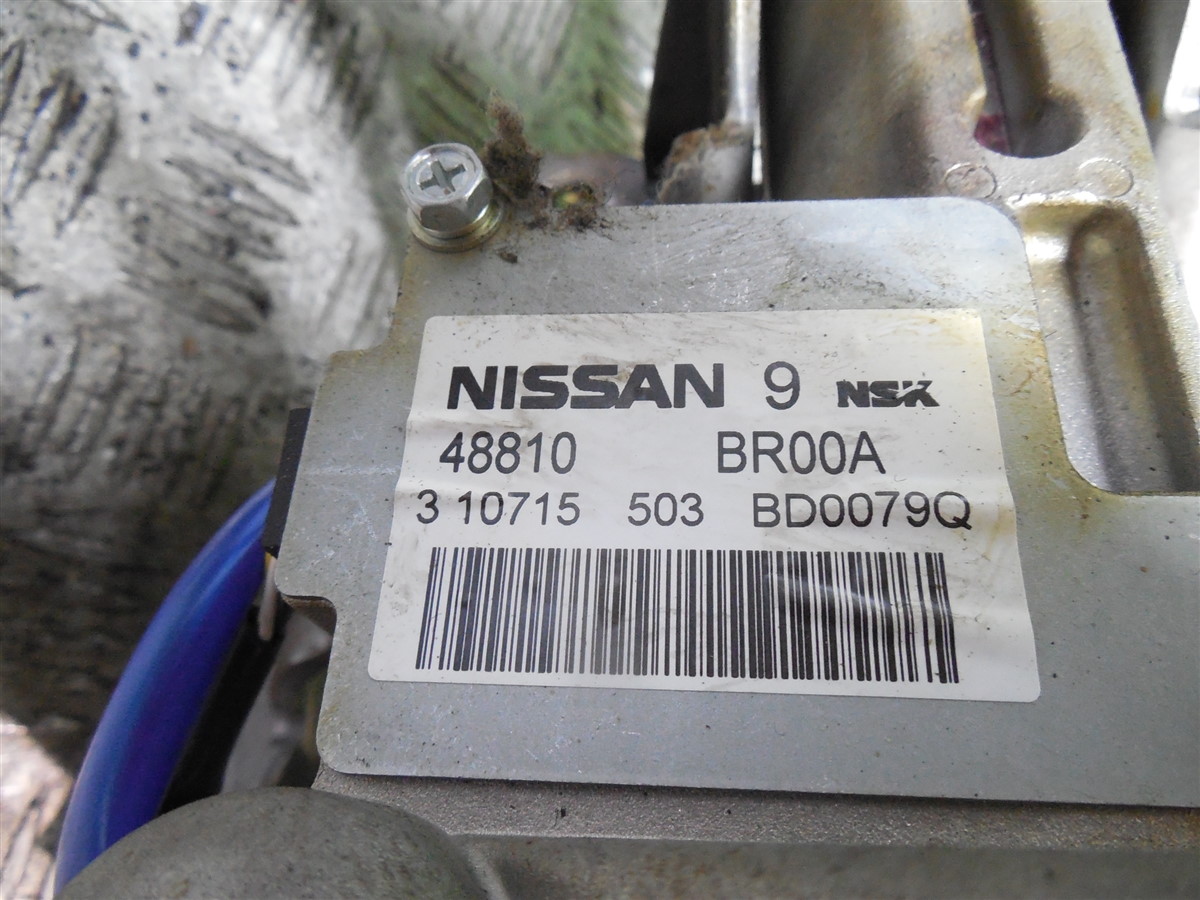 NISSAN 9 NSK
48810 BR00A
3 10715 503 BD0079Q